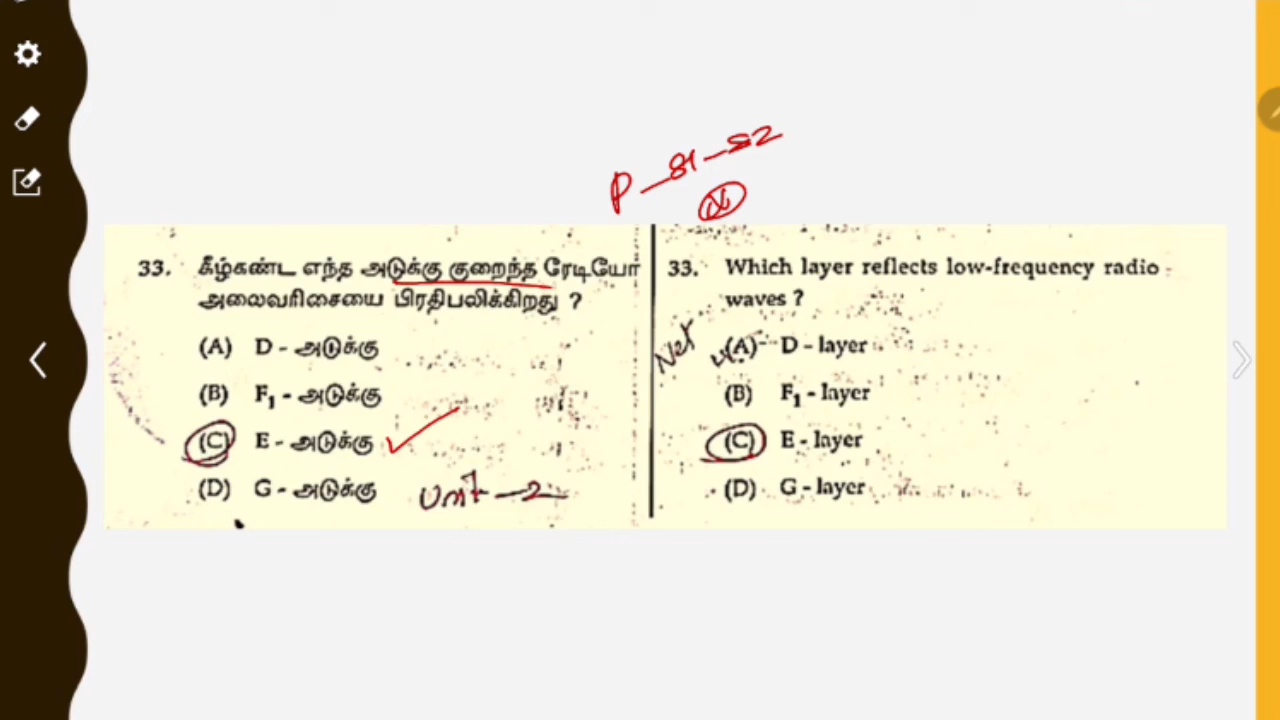 P - 81 - 82
33. கீழ்கண்ட எந்த அடுக்கு குறைந்த ரேடியோ
அலைவரிசையை பிரதிபலிக்கிறது ?
(A) D - அடுக்கு
(B) F₁ - அடுக்கு
(C) E - அடுக்கு
(D) G - அடுக்கு
Unit - 2
33. Which layer reflects low-frequency radio
waves ?
(A) D - layer
(B) F₁ - layer
(C) E - layer
(D) G - layer